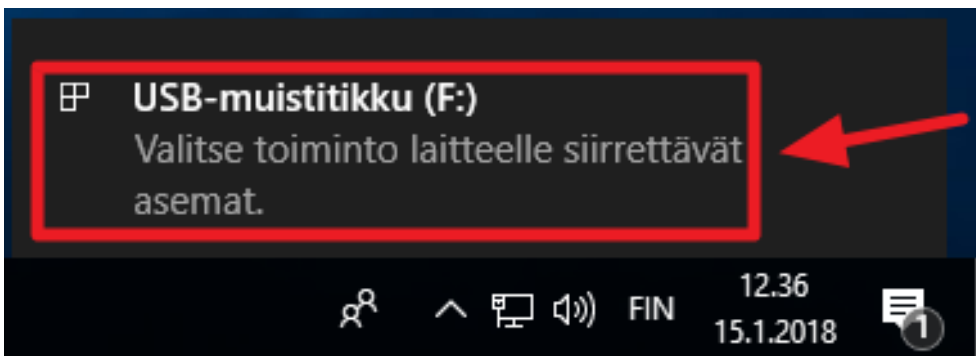 USB-muistitikku (F:)
Valitse toiminto laitteelle siirrettävät
asemat.
FIN
12.36
15.1.2018
1